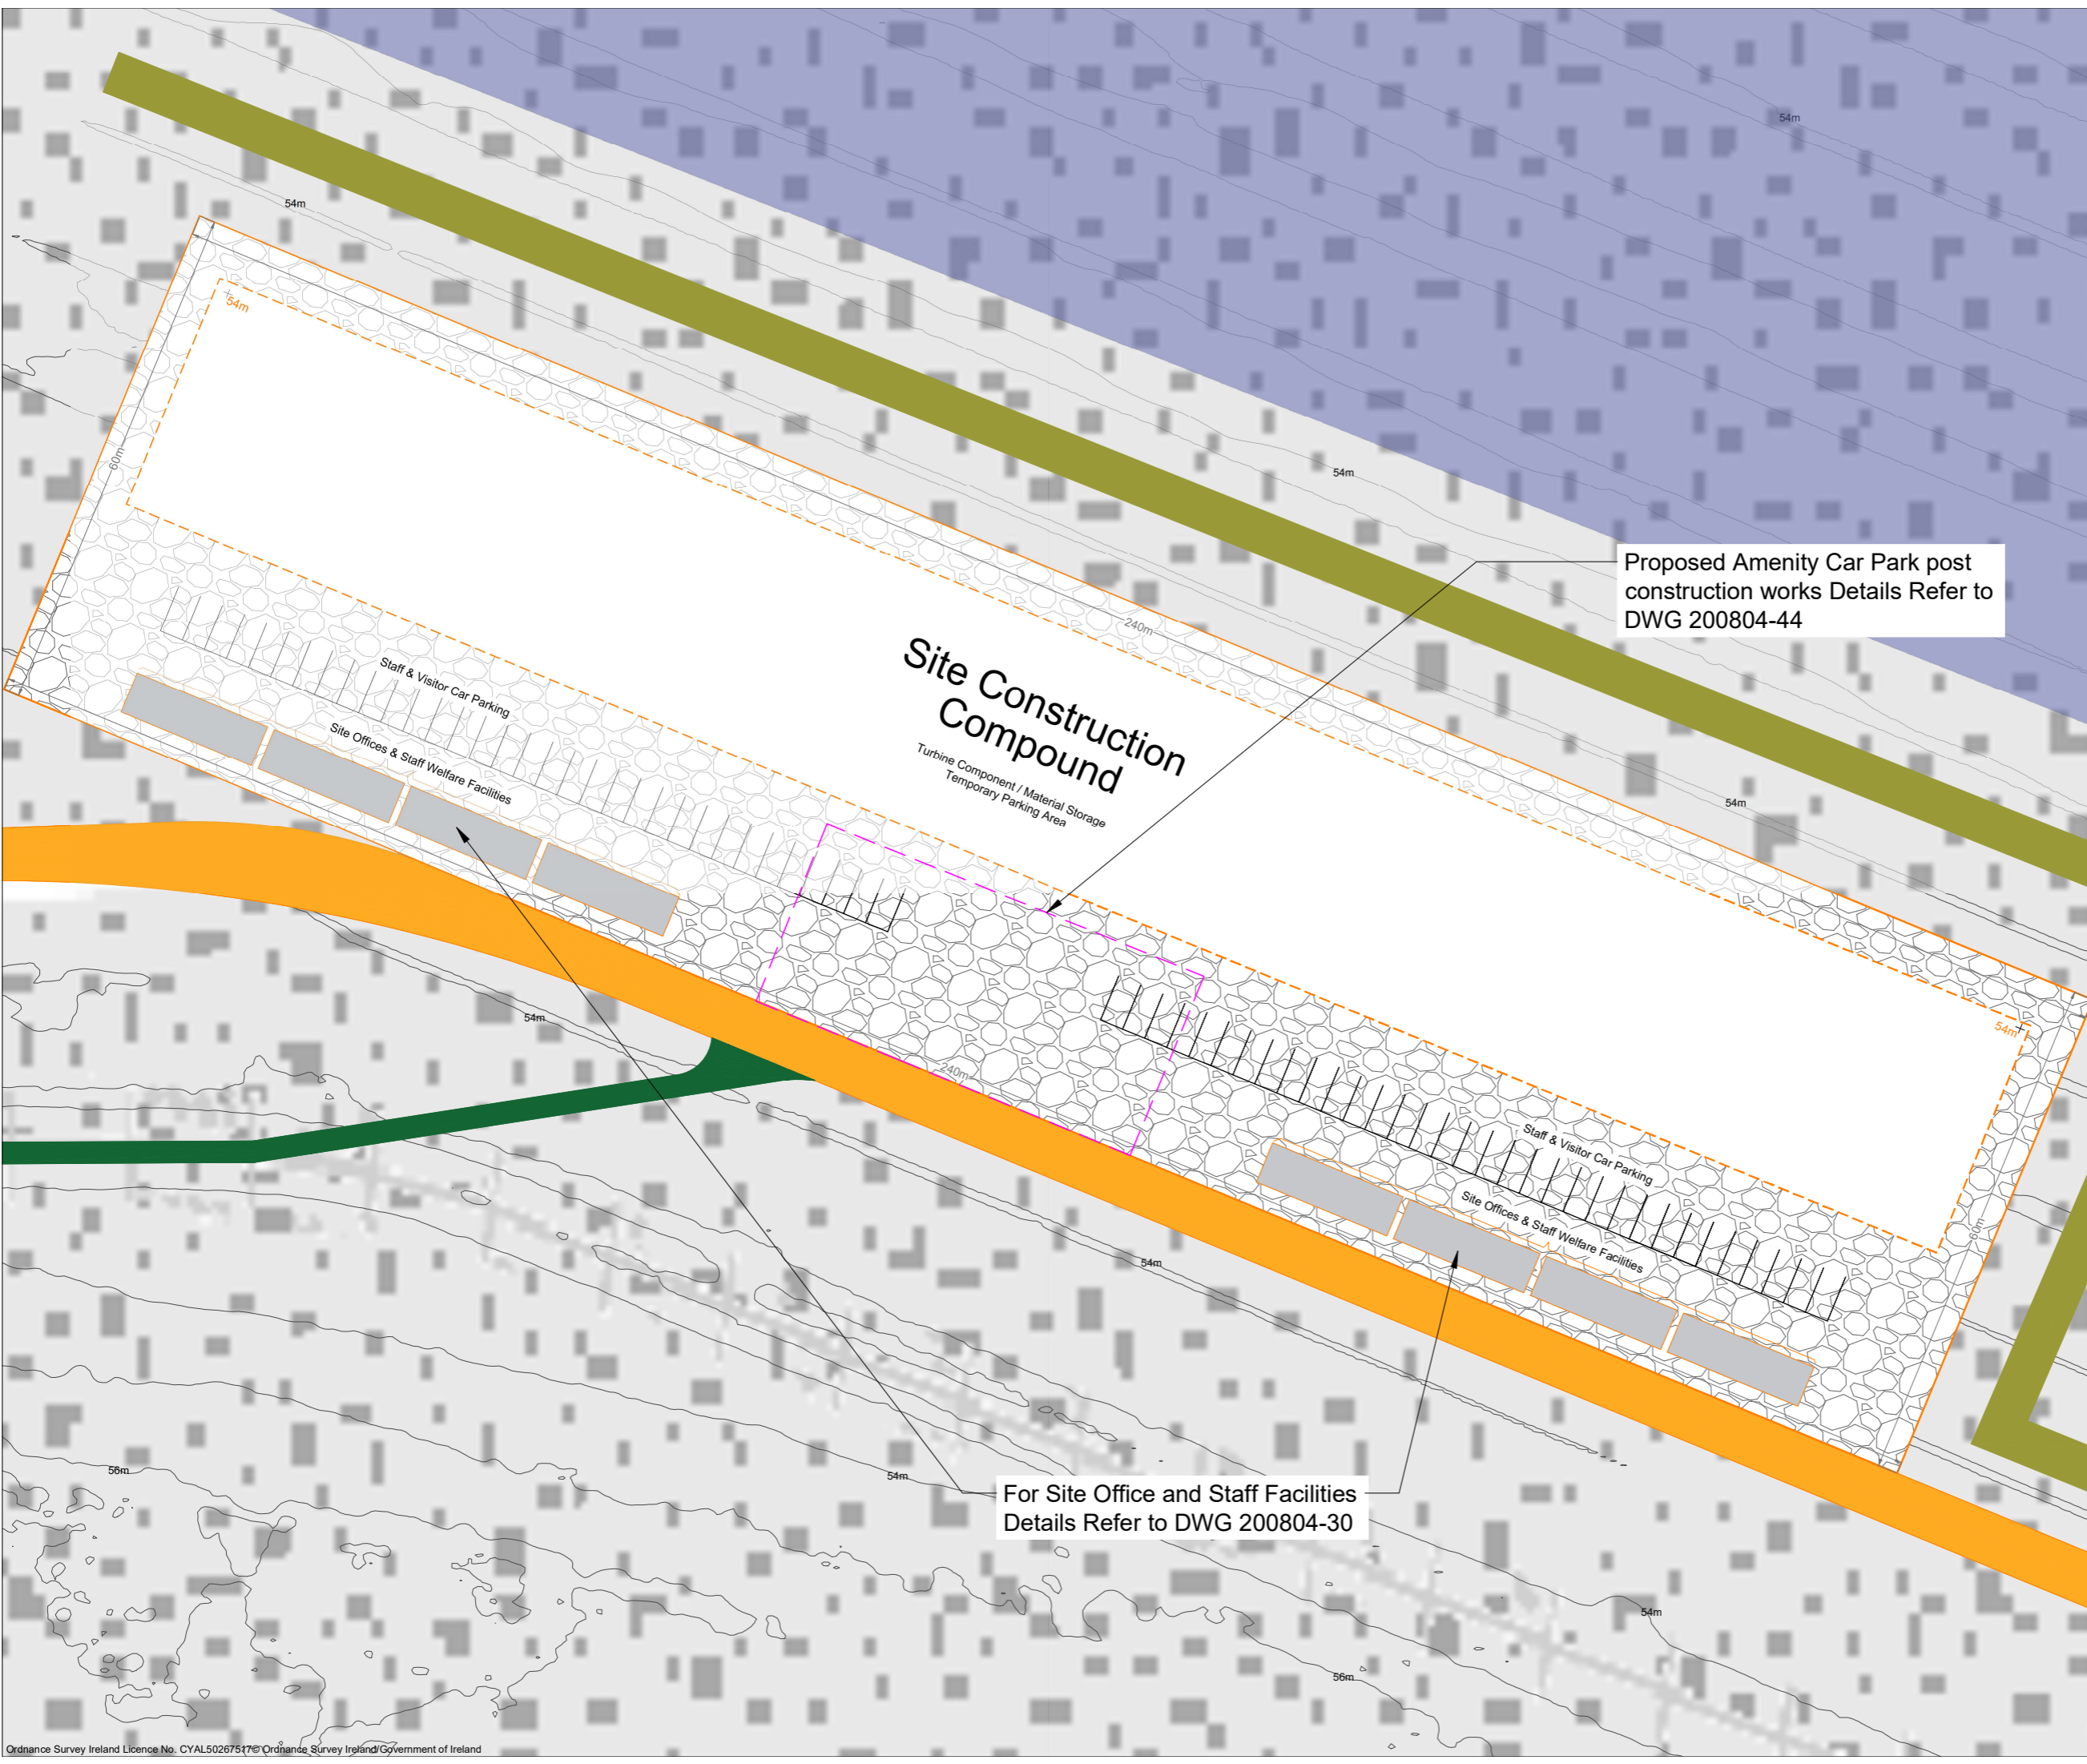 54m
54m
54m
60m
54m
Proposed Amenity Car Park post
construction works Details Refer to
DWG 200804-44
240m
Site Construction
Compound
Turbine Component / Material Storage
Temporary Parking Area
Staff & Visitor Car Parking
Site Offices & Staff Welfare Facilities
54m
54m
54m
240m
Staff & Visitor Car Parking
Site Offices & Staff Welfare Facilities
60m
54m
56m
54m
For Site Office and Staff Facilities
Details Refer to DWG 200804-30
54m
56m
Ordnance Survey Ireland Licence No. CYAL50267517© Ordnance Survey Ireland/Government of Ireland